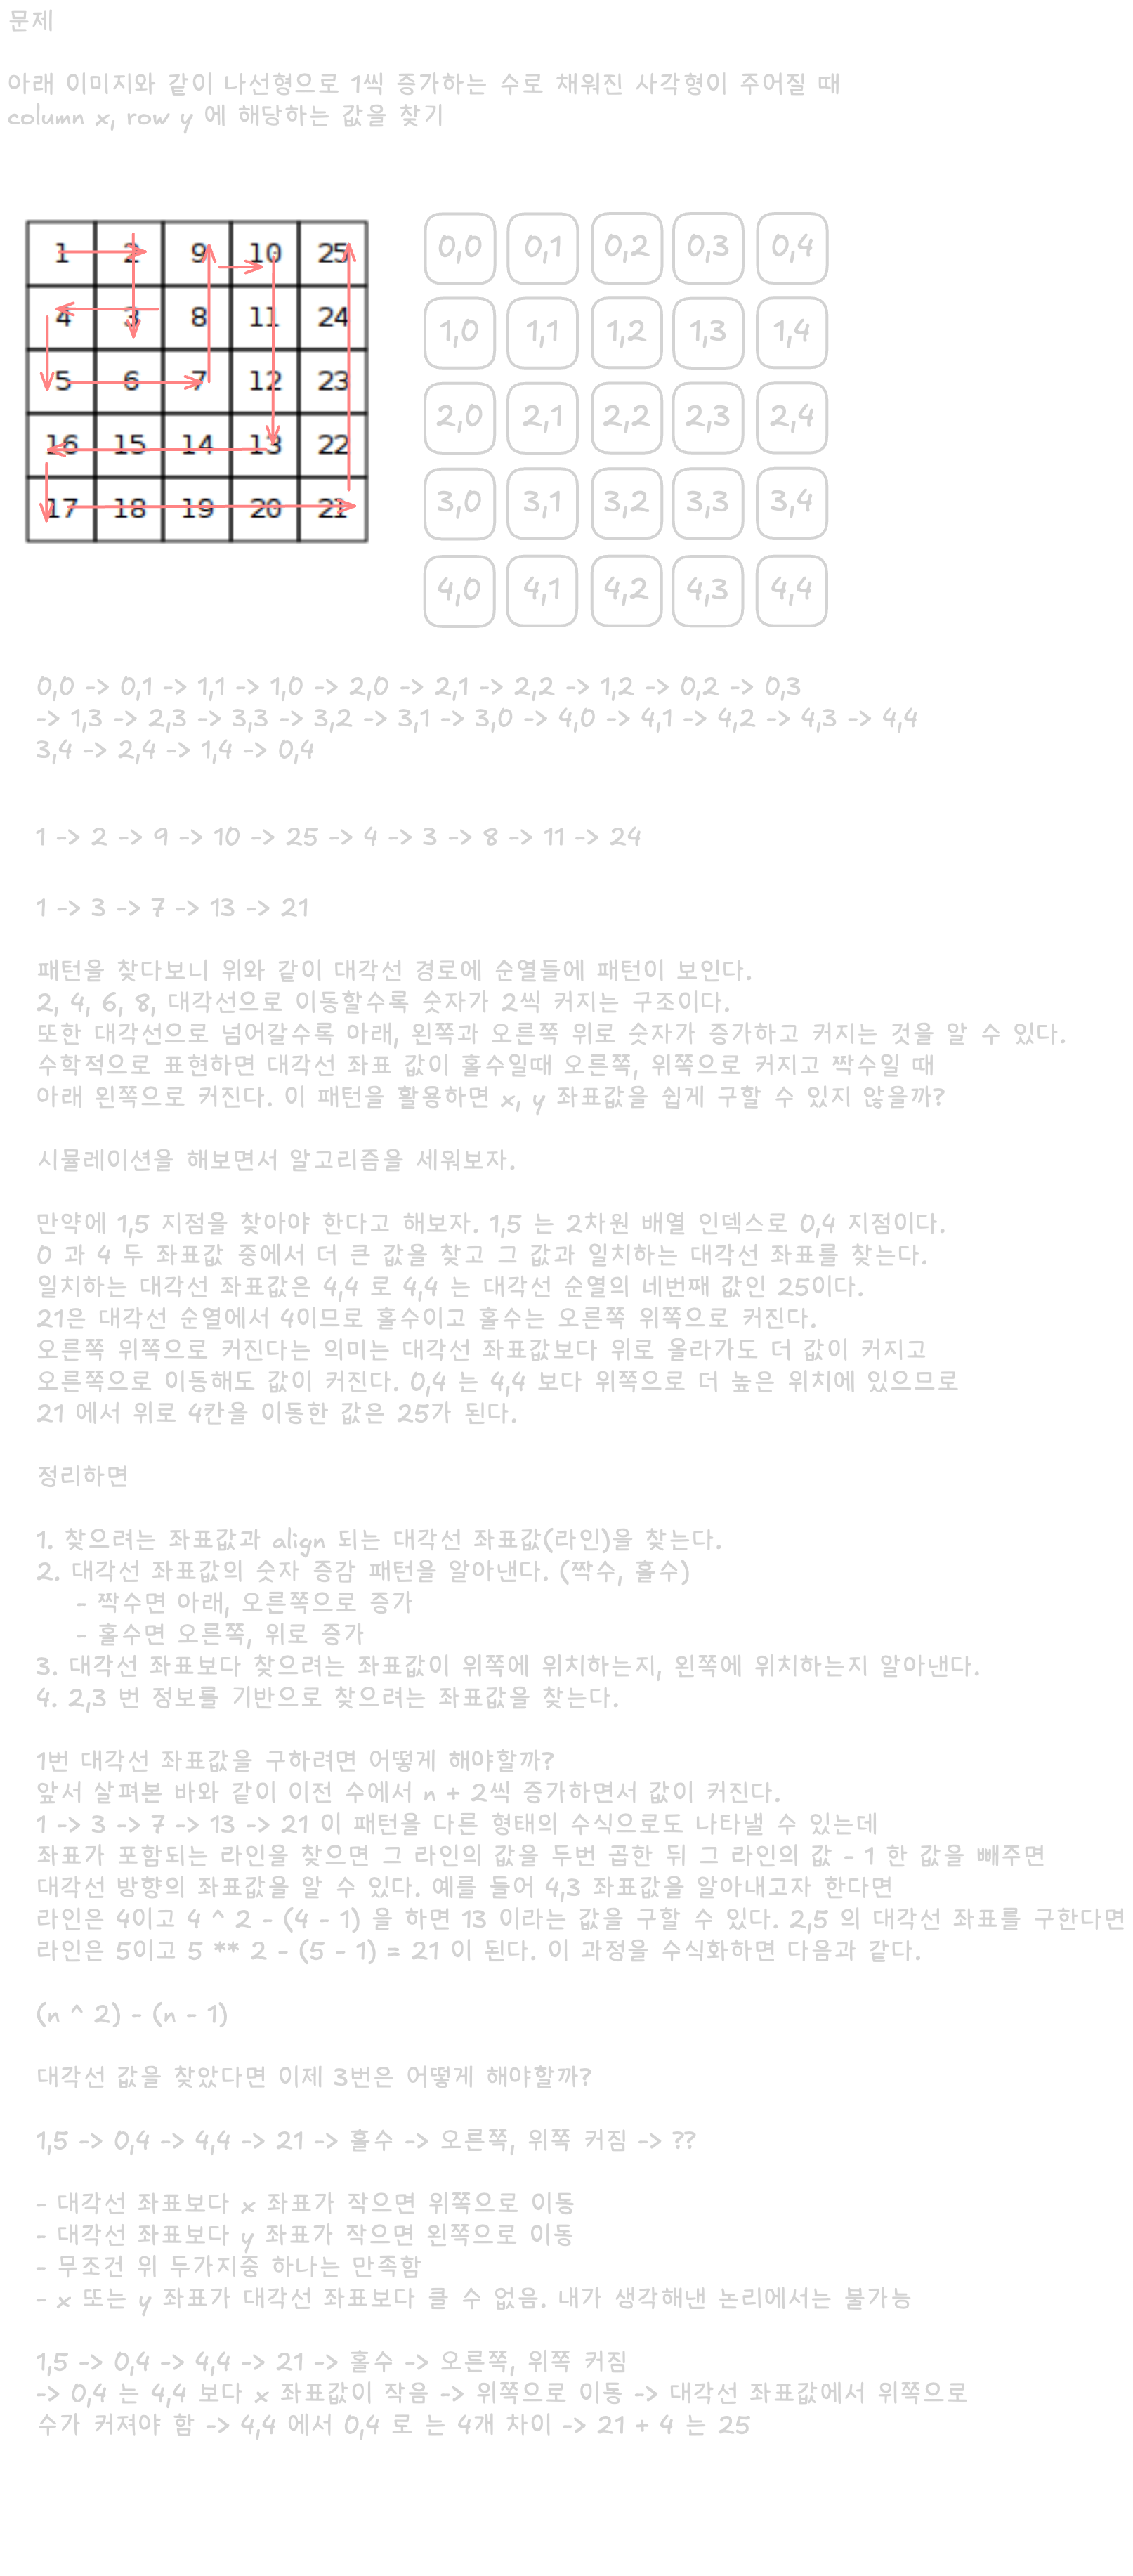 문제
아래 이미지와 같이 나선형으로 1씩 증가하는 수로 채워진 사각형이 주어질 때
column x, row y 에 해당하는 값을 찾기
1 2 9 10 25
4 3 8 11 24
5 6 7 12 23
16 15 14 13 22
17 18 19 20 21
0,0 0,1 0,2 0,3 0,4
1,0 1,1 1,2 1,3 1,4
2,0 2,1 2,2 2,3 2,4
3,0 3,1 3,2 3,3 3,4
4,0 4,1 4,2 4,3 4,4
0,0 -> 0,1 -> 1,1 -> 1,0 -> 2,0 -> 2,1 -> 2,2 -> 1,2 -> 0,2 -> 0,3
-> 1,3 -> 2,3 -> 3,3 -> 3,2 -> 3,1 -> 3,0 -> 4,0 -> 4,1 -> 4,2 -> 4,3 -> 4,4
3,4 -> 2,4 -> 1,4 -> 0,4
1 -> 2 -> 9 -> 10 -> 25 -> 4 -> 3 -> 8 -> 11 -> 24
1 -> 3 -> 7 -> 13 -> 21
패턴을 찾다보니 위와 같이 대각선 경로에 순열들에 패턴이 보인다.
2, 4, 6, 8, 대각선으로 이동할수록 숫자가 2씩 커지는 구조이다.
또한 대각선으로 넘어갈수록 아래, 왼쪽과 오른쪽 위로 숫자가 증가하고 커지는 것을 알 수 있다.
수학적으로 표현하면 대각선 좌표 값이 홀수일때 오른쪽, 위쪽으로 커지고 짝수일 때
아래 왼쪽으로 커진다. 이 패턴을 활용하면 x, y 좌표값을 쉽게 구할 수 있지 않을까?
시뮬레이션을 해보면서 알고리즘을 세워보자.
만약에 1,5 지점을 찾아야 한다고 해보자. 1,5 는 2차원 배열 인덱스로 0,4 지점이다.
0 과 4 두 좌표값 중에서 더 큰 값을 찾고 그 값과 일치하는 대각선 좌표를 찾는다.
일치하는 대각선 좌표값은 4,4 로 4,4 는 대각선 순열의 네번째 값인 25이다.
21은 대각선 순열에서 4이므로 홀수이고 홀수는 오른쪽 위쪽으로 커진다.
오른쪽 위쪽으로 커진다는 의미는 대각선 좌표값보다 위로 올라가도 더 값이 커지고
오른쪽으로 이동해도 값이 커진다. 0,4 는 4,4 보다 위쪽으로 더 높은 위치에 있으므로
21 에서 위로 4칸을 이동한 값은 25가 된다.
정리하면
1. 찾으려는 좌표값과 align 되는 대각선 좌표값(라인)을 찾는다.
2. 대각선 좌표값의 숫자 증감 패턴을 알아낸다. (짝수, 홀수)
- 짝수면 아래, 오른쪽으로 증가
- 홀수면 오른쪽, 위로 증가
3. 대각선 좌표보다 찾으려는 좌표값이 위쪽에 위치하는지, 왼쪽에 위치하는지 알아낸다.
4. 2,3 번 정보를 기반으로 찾으려는 좌표값을 찾는다.
1번 대각선 좌표값을 구하려면 어떻게 해야할까?
앞서 살펴본 바와 같이 이전 수에서 n + 2씩 증가하면서 값이 커진다.
1 -> 3 -> 7 -> 13 -> 21 이 패턴을 다른 형태의 수식으로도 나타낼 수 있는데
좌표가 포함되는 라인을 찾으면 그 라인의 값을 두번 곱한 뒤 그 라인의 값 - 1 한 값을 빼주면
대각선 방향의 좌표값을 알 수 있다. 예를 들어 4,3 좌표값을 알아내고자 한다면
라인은 4이고 4 ^ 2 - (4 - 1) 을 하면 13 이라는 값을 구할 수 있다. 2,5 의 대각선 좌표를 구한다면
라인은 5이고 5 ** 2 - (5 - 1) = 21 이 된다. 이 과정을 수식화하면 다음과 같다.
(n ^ 2) - (n - 1)
대각선 값을 찾았다면 이제 3번은 어떻게 해야할까?
1,5 -> 0,4 -> 4,4 -> 21 -> 홀수 -> 오른쪽, 위쪽 커짐 -> ??
- 대각선 좌표보다 x 좌표가 작으면 위쪽으로 이동
- 대각선 좌표보다 y 좌표가 작으면 왼쪽으로 이동
- 무조건 위 두가지중 하나는 만족함
- x 또는 y 좌표가 대각선 좌표보다 클 수 없음. 내가 생각해낸 논리에서는 불가능
1,5 -> 0,4 -> 4,4 -> 21 -> 홀수 -> 오른쪽, 위쪽 커짐
-> 0,4 는 4,4 보다 x 좌표값이 작음 -> 위쪽으로 이동 -> 대각선 좌표값에서 위쪽으로
수가 커져야 함 -> 4,4 에서 0,4 로 는 4개 차이 -> 21 + 4 는 25